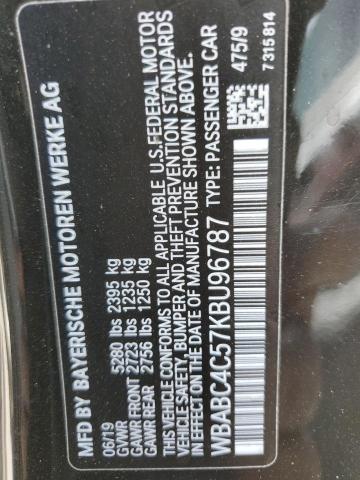 MFD BY BAYERISCHE MOTOREN WERKE AG
08/19
GVWR 5280 lbs 2395 kg
GAWR FRONT 2723 lbs 1235 kg
GAWR REAR 2756 lbs 1250 kg
THIS VEHICLE CONFORMS TO ALL APPLICABLE U.S. FEDERAL MOTOR
VEHICLE SAFETY, BUMPER AND THEFT PREVENTION STANDARDS
IN EFFECT ON THE DATE OF MANUFACTURE SHOWN ABOVE.
WBABC4C57KBU96787 TYPE: PASSENGER CAR
475/9
7315814